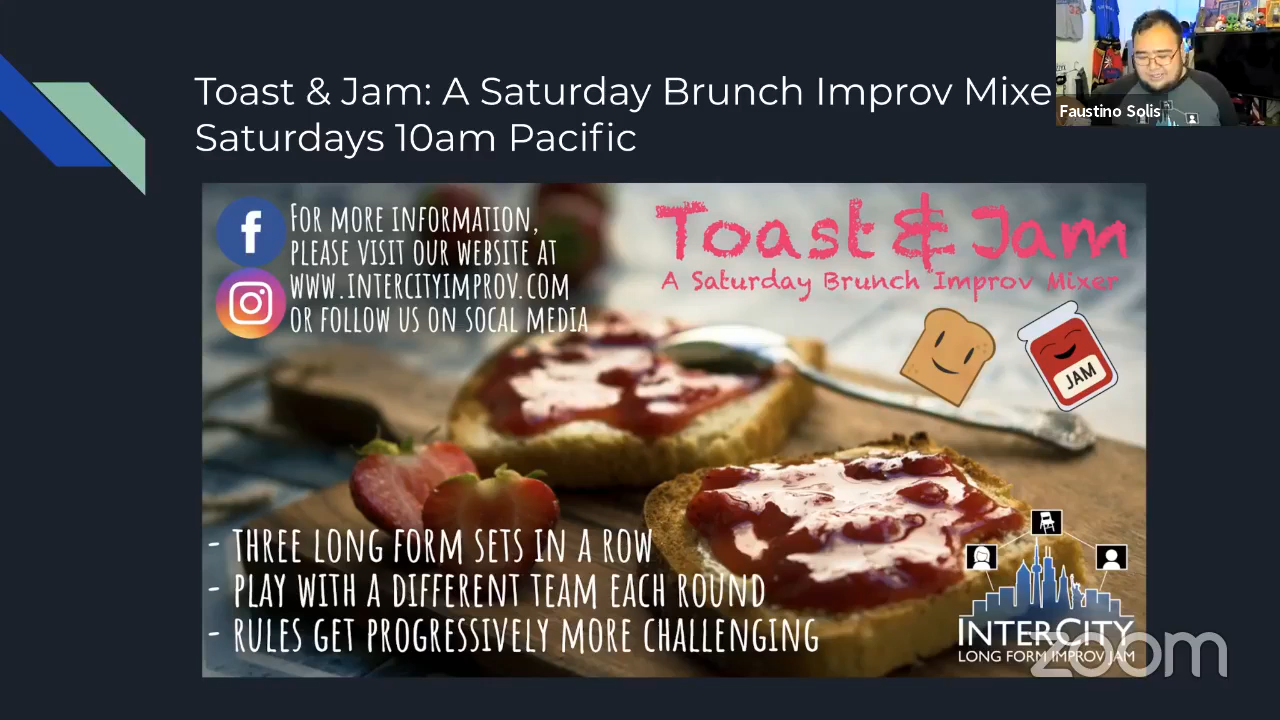 Toast & Jam: A Saturday Brunch Improv Mixe
Saturdays 10am Pacific
Faustino Solis
f
FOR MORE INFORMATION,
PLEASE VISIT OUR WEBSITE AT
WWW.INTERCITYIMPROV.COM
OR FOLLOW US ON SOCAL MEDIA
Toast & Jam
A Saturday Brunch Improv Mixer
JAM
- THREE LONG FORM SETS IN A ROW
- PLAY WITH A DIFFERENT TEAM EACH ROUND
- RULES GET PROGRESSIVELY MORE CHALLENGING
INTERCITY
LONG FORM IMPROV JAM
zoom